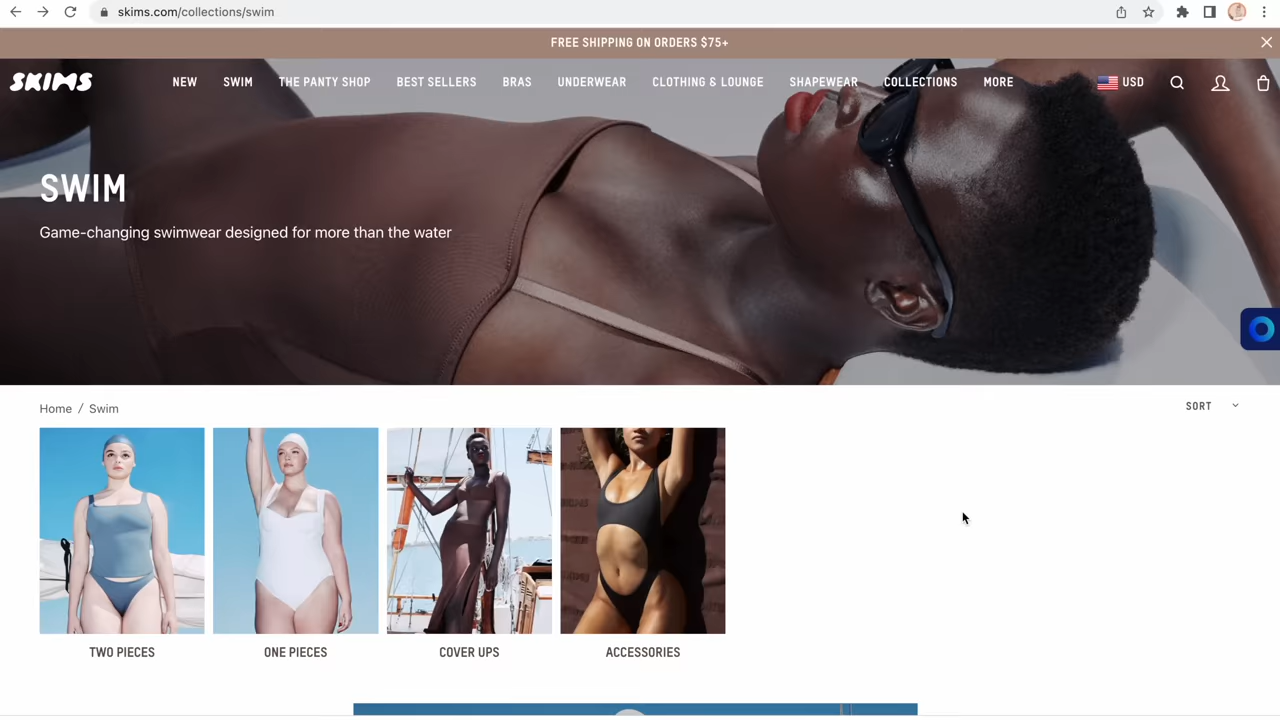 skims.com/collections/swim
FREE SHIPPING ON ORDERS $75+
SKIMS NEW SWIM THE PANTY SHOP BEST SELLERS BRAS UNDERWEAR CLOTHING & LOUNGE SHAPEWEAR COLLECTIONS MORE USD
SWIM
Game-changing swimwear designed for more than the water
Home / Swim
SORT
TWO PIECES ONE PIECES COVER UPS ACCESSORIES